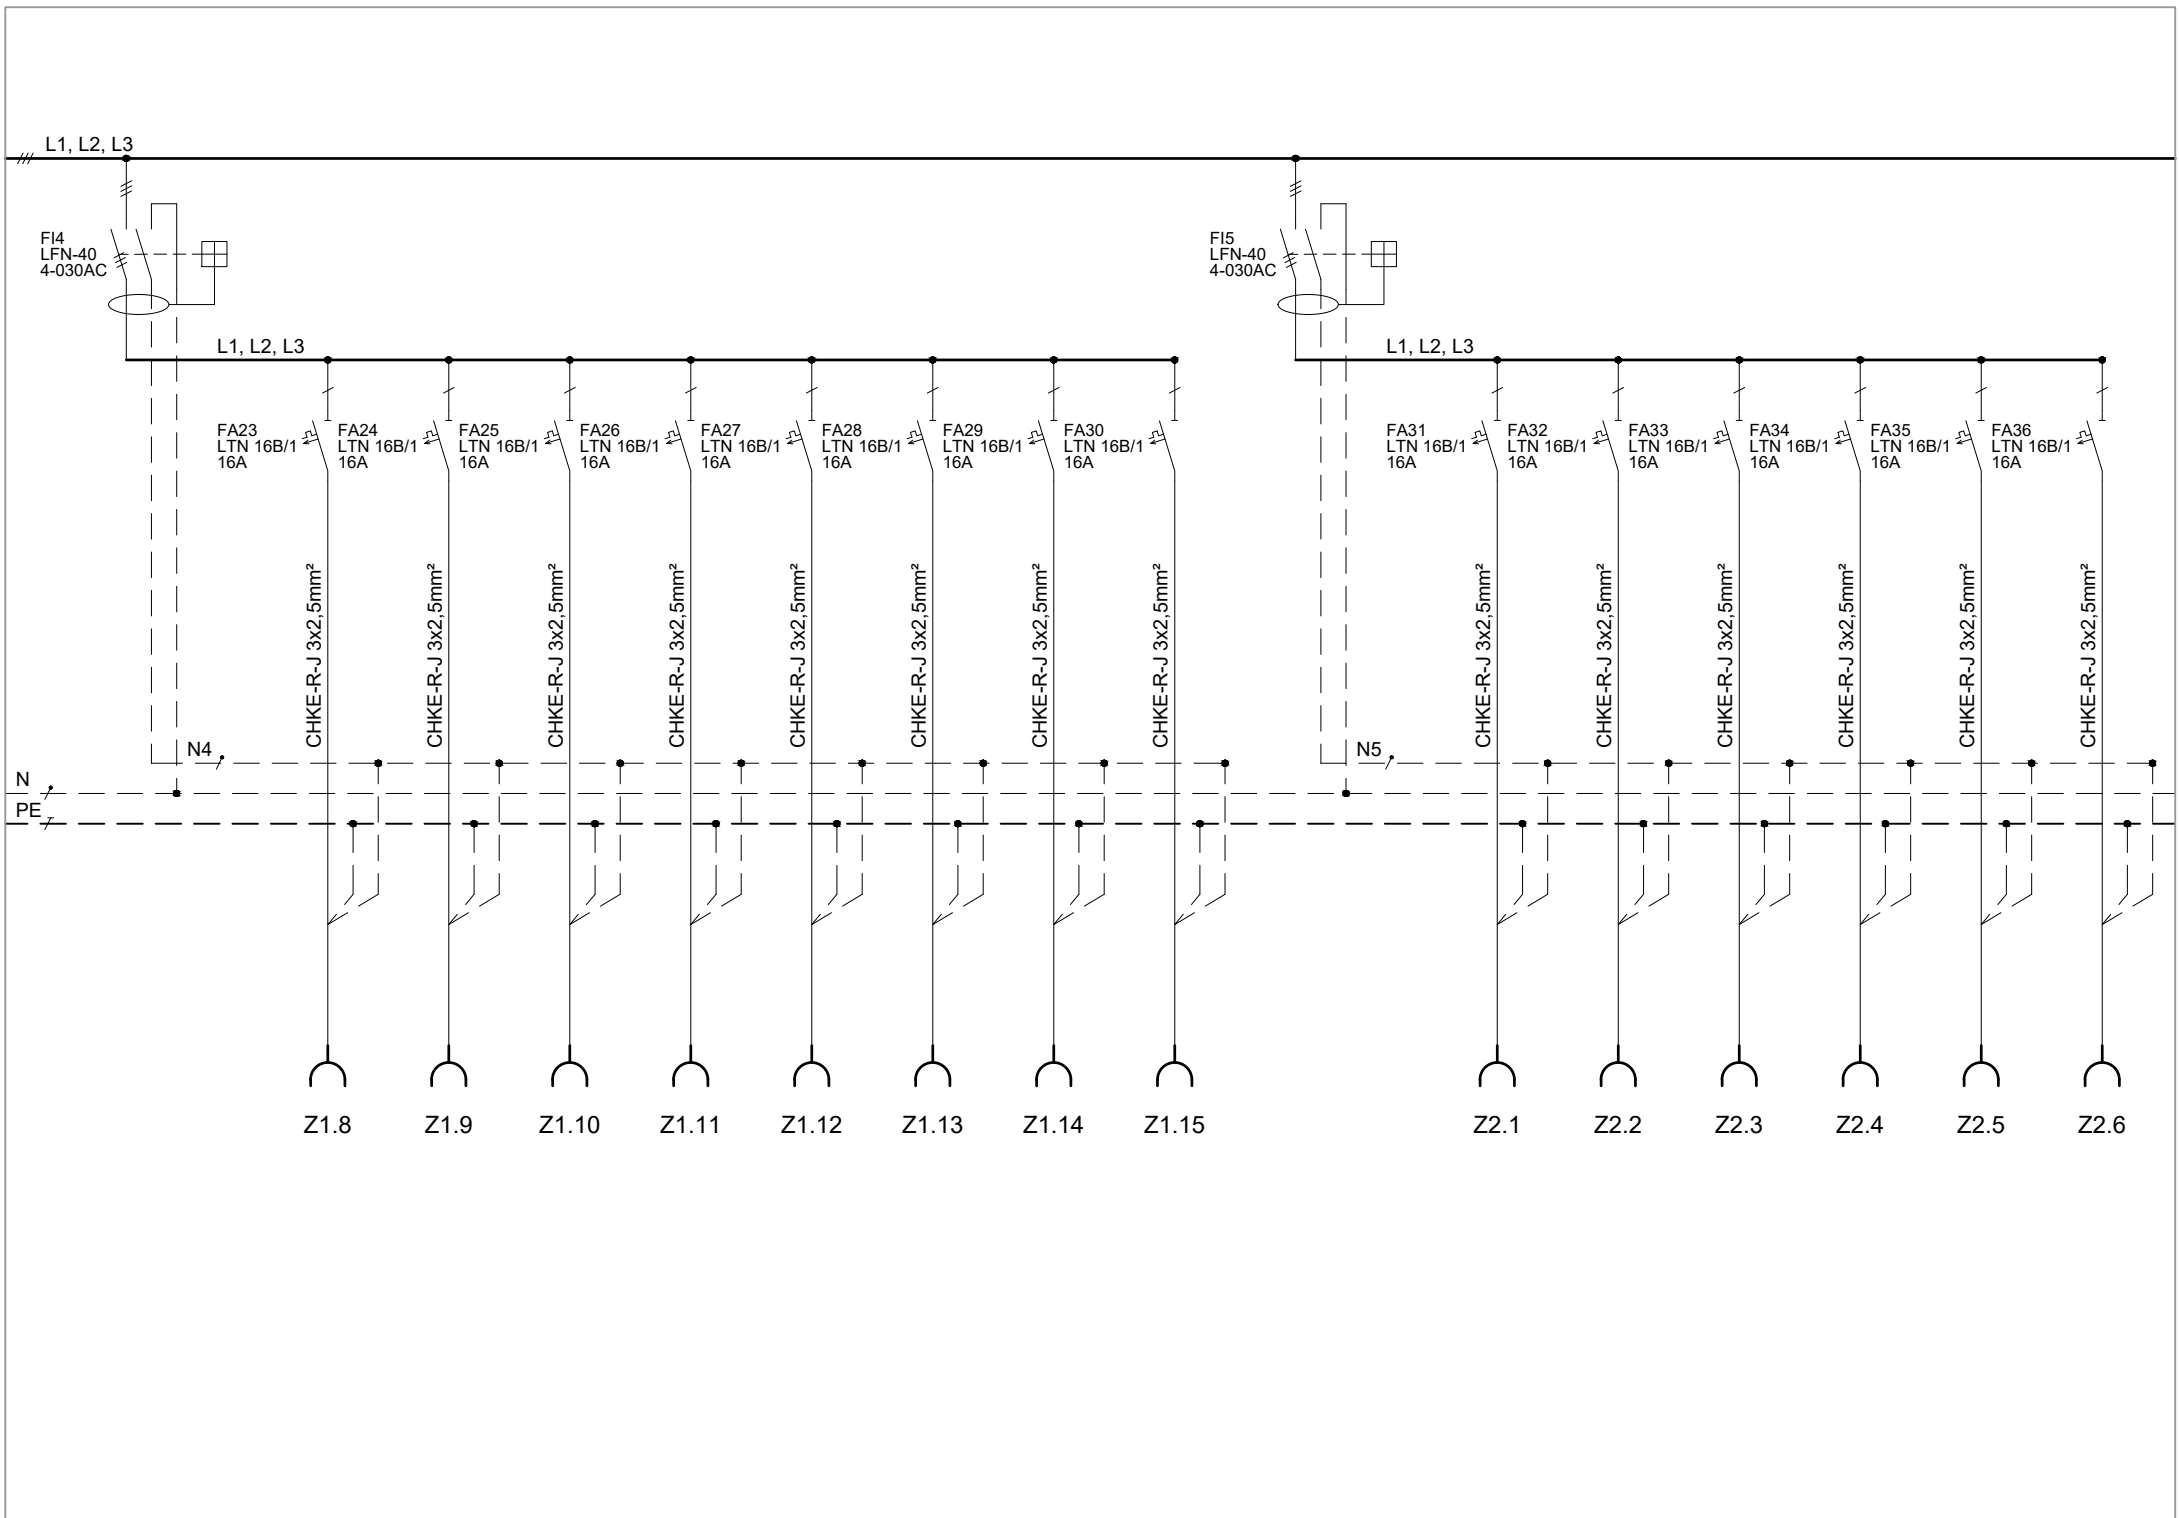 L1, L2, L3
FI4
LFN-40
4-030AC
FI5
LFN-40
4-030AC
L1, L2, L3
L1, L2, L3
FA23
LTN 16B/1
16A
FA24
LTN 16B/1
16A
FA25
LTN 16B/1
16A
FA26
LTN 16B/1
16A
FA27
LTN 16B/1
16A
FA28
LTN 16B/1
16A
FA29
LTN 16B/1
16A
FA30
LTN 16B/1
16A
FA31
LTN 16B/1
16A
FA32
LTN 16B/1
16A
FA33
LTN 16B/1
16A
FA34
LTN 16B/1
16A
FA35
LTN 16B/1
16A
FA36
LTN 16B/1
16A
CHKE-R-J 3x2,5mm²
CHKE-R-J 3x2,5mm²
CHKE-R-J 3x2,5mm²
CHKE-R-J 3x2,5mm²
CHKE-R-J 3x2,5mm²
CHKE-R-J 3x2,5mm²
CHKE-R-J 3x2,5mm²
CHKE-R-J 3x2,5mm²
CHKE-R-J 3x2,5mm²
CHKE-R-J 3x2,5mm²
CHKE-R-J 3x2,5mm²
CHKE-R-J 3x2,5mm²
CHKE-R-J 3x2,5mm²
CHKE-R-J 3x2,5mm²
N4
N5
N
PE
Z1.8
Z1.9
Z1.10
Z1.11
Z1.12
Z1.13
Z1.14
Z1.15
Z2.1
Z2.2
Z2.3
Z2.4
Z2.5
Z2.6